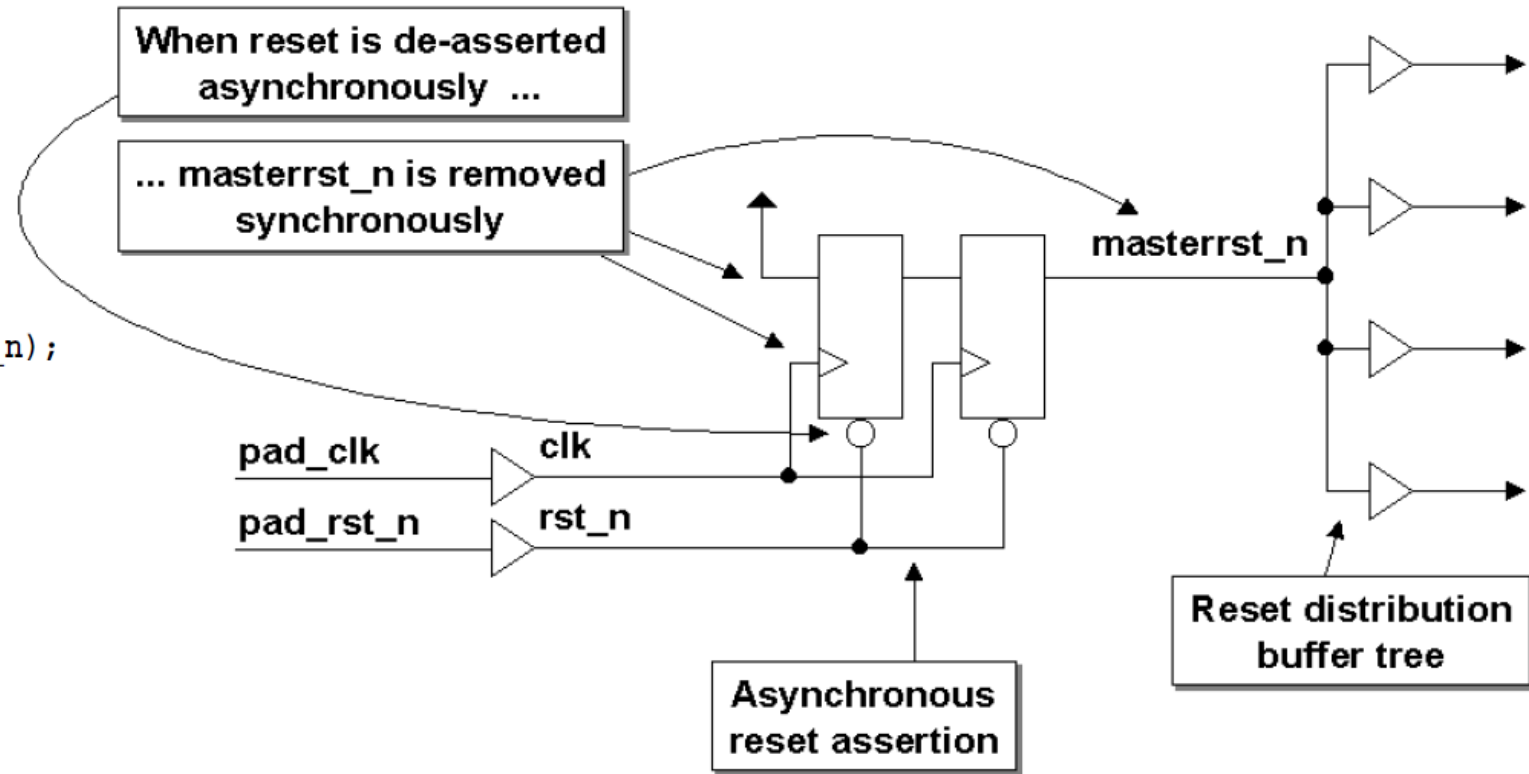 When reset is de-asserted
asynchronously ...
... masterrst_n is removed
synchronously
masterrst_n
_n);
pad_clk
clk
pad_rst_n
rst_n
Reset distribution
buffer tree
Asynchronous
reset assertion